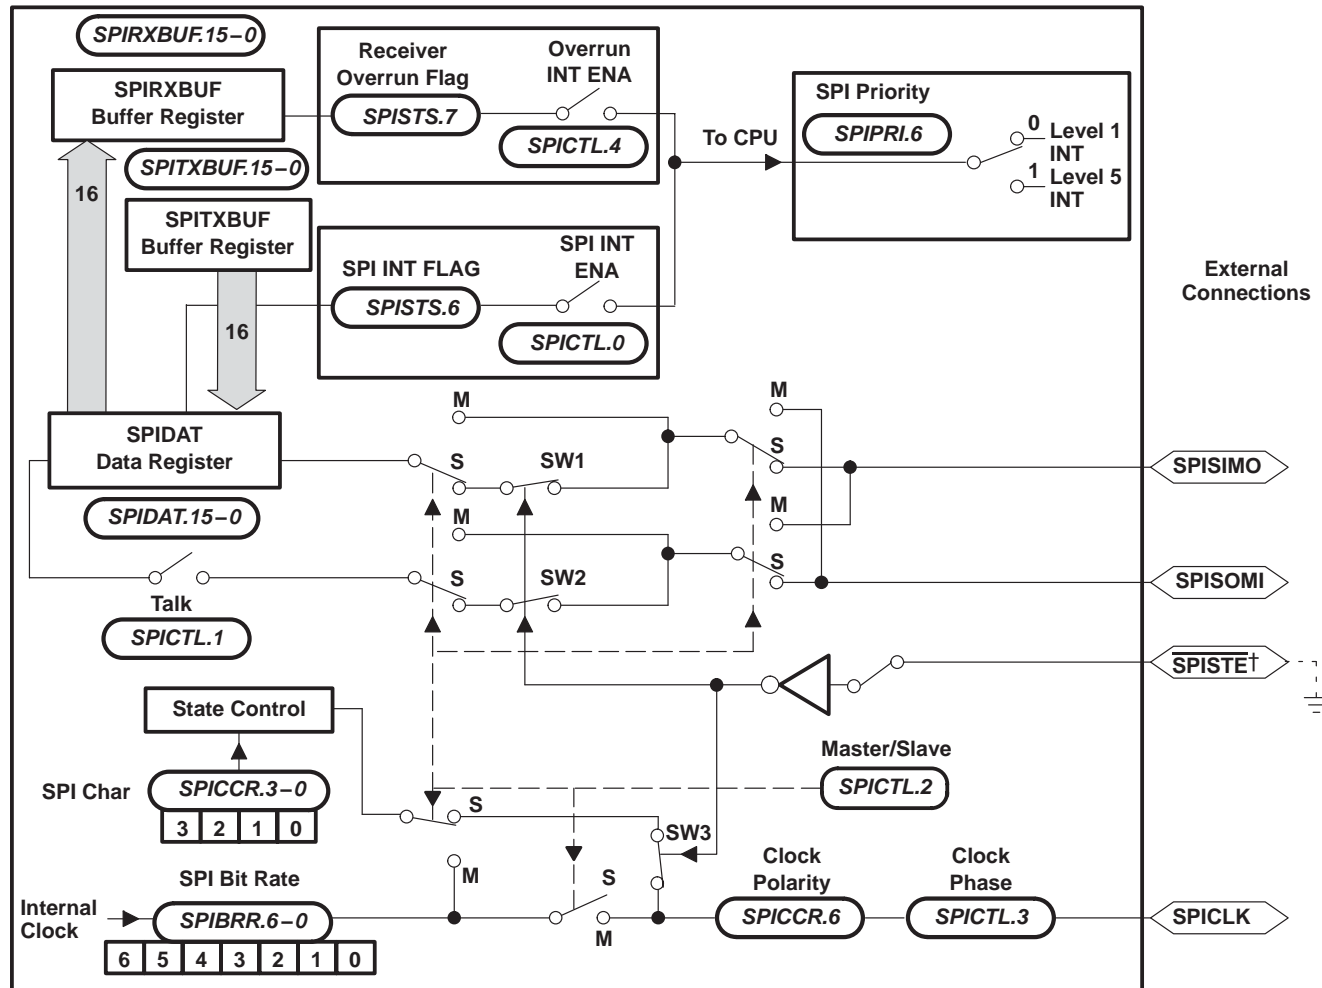 SPIRXBUF.15–0
SPIRXBUF
Buffer Register
SPITXBUF.15–0
16
SPITXBUF
Buffer Register
16
Receiver
Overrun Flag
SPISTS.7
Overrun
INT ENA
SPICTL.4
To CPU
SPI Priority
SPIPRI.6
0
Level 1
INT
1
Level 5
INT
SPI INT FLAG
SPISTS.6
SPI INT
ENA
SPICTL.0
External
Connections
SPIDAT
Data Register
SPIDAT.15–0
M
S
SW1
M
S
SPISIMO
M
S
SW2
M
S
SPISOMI
Talk
SPICTL.1
SPISTE†
State Control
Master/Slave
SPICTL.2
SPI Char
SPICCR.3–0
3 2 1 0
S
M
SW3
SPI Bit Rate
Internal
Clock
SPIBRR.6–0
6 5 4 3 2 1 0
S
M
Clock
Polarity
SPICCR.6
Clock
Phase
SPICTL.3
SPICLK